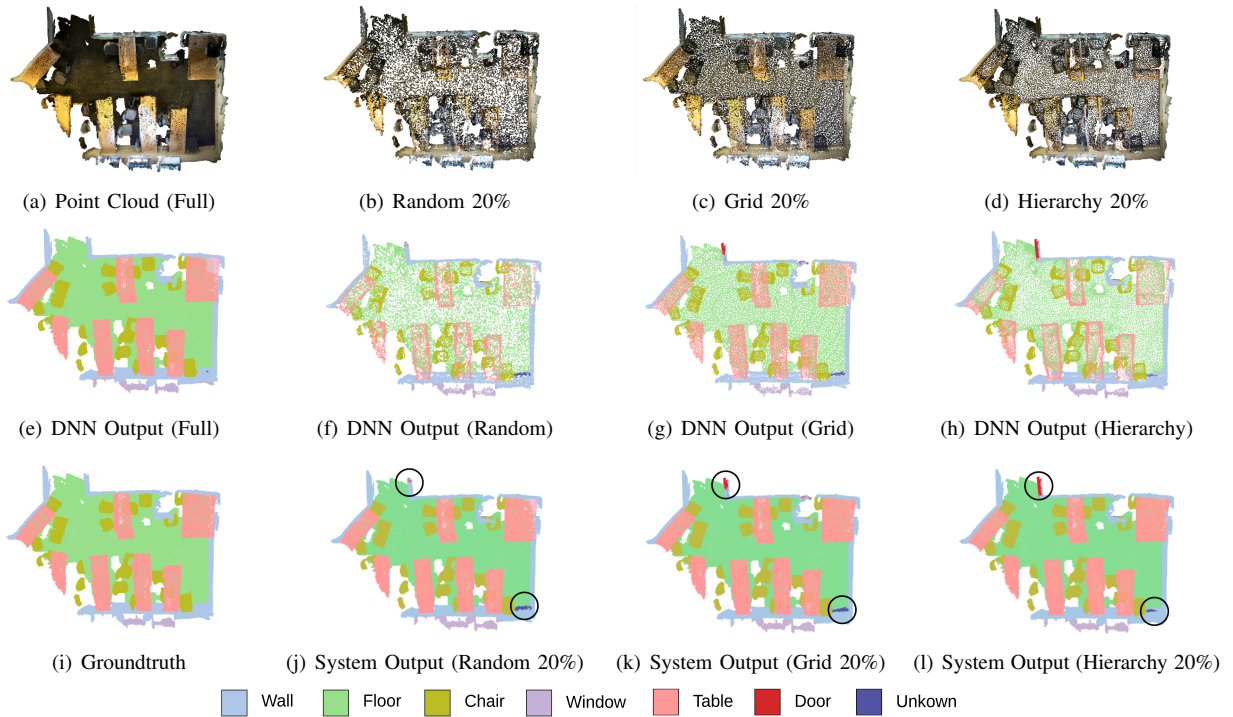 (a) Point Cloud (Full)
(b) Random 20%
(c) Grid 20%
(d) Hierarchy 20%
(e) DNN Output (Full)
(f) DNN Output (Random)
(g) DNN Output (Grid)
(h) DNN Output (Hierarchy)
(i) Groundtruth
(j) System Output (Random 20%)
(k) System Output (Grid 20%)
(l) System Output (Hierarchy 20%)
Wall Floor Chair Window Table Door Unkown